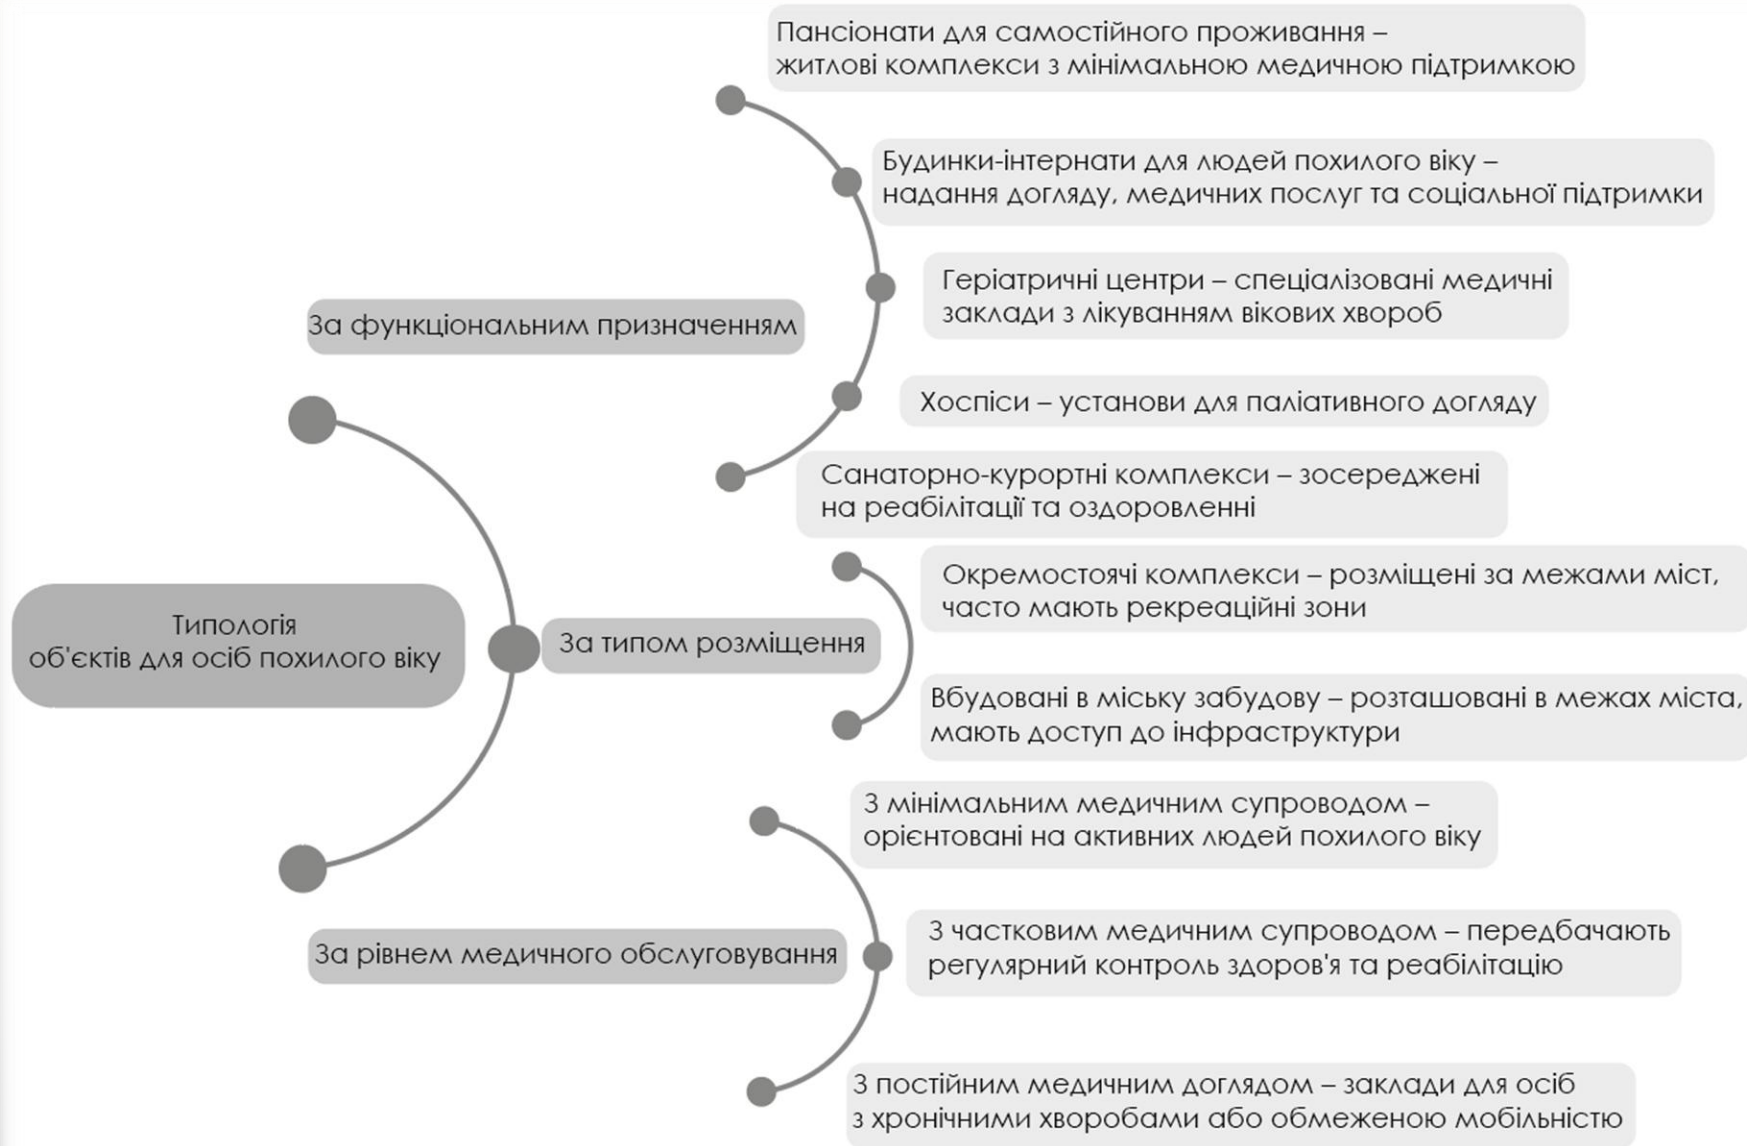 Типологія
об'єктів для осіб похилого віку
За функціональним призначенням
Пансіонати для самостійного проживання –
житлові комплекси з мінімальною медичною підтримкою
Будинки-інтернати для людей похилого віку –
надання догляду, медичних послуг та соціальної підтримки
Геріатричні центри – спеціалізовані медичні
заклади з лікуванням вікових хвороб
Хоспіси – установи для паліативного догляду
Санаторно-курортні комплекси – зосереджені
на реабілітації та оздоровленні
За типом розміщення
Окремостоячі комплекси – розміщені за межами міст,
часто мають рекреаційні зони
Вбудовані в міську забудову – розташовані в межах міста,
мають доступ до інфраструктури
За рівнем медичного обслуговування
З мінімальним медичним супроводом –
орієнтовані на активних людей похилого віку
З частковим медичним супроводом – передбачають
регулярний контроль здоров'я та реабілітацію
З постійним медичним доглядом – заклади для осіб
з хронічними хворобами або обмеженою мобільністю